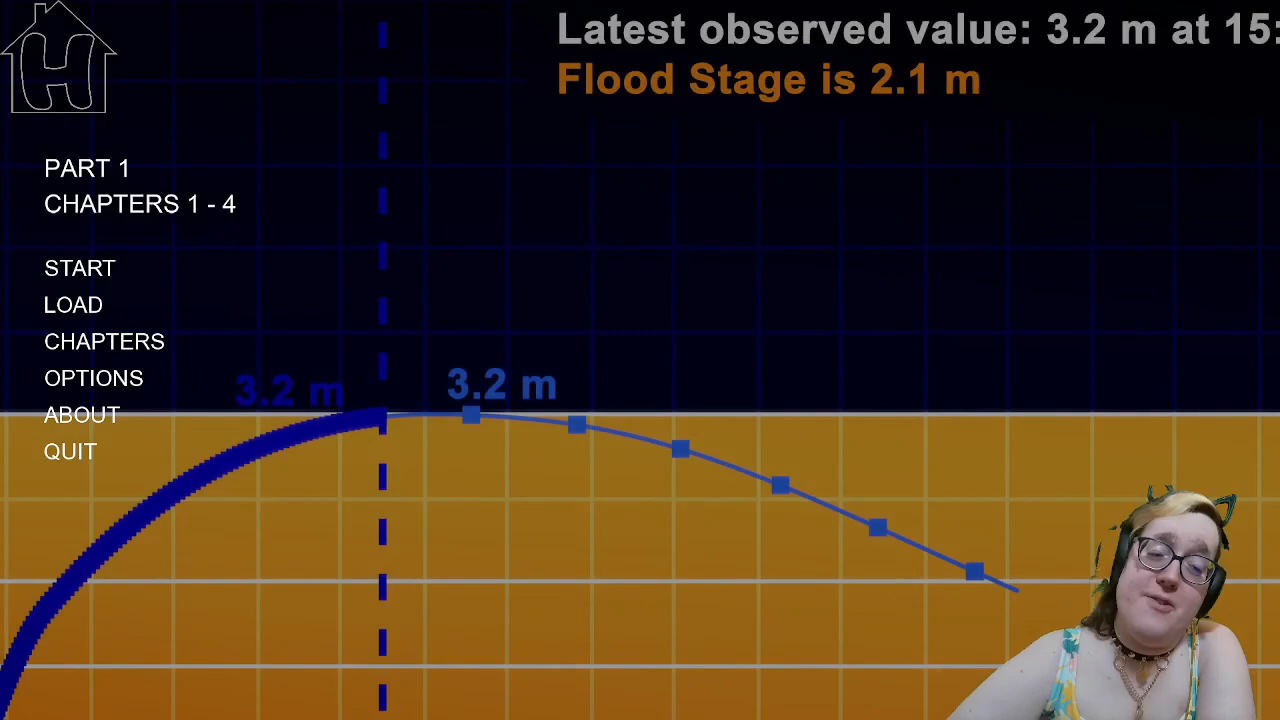 H
Latest observed value: 3.2 m at 15:
Flood Stage is 2.1 m
PART 1
CHAPTERS 1 - 4
START
LOAD
CHAPTERS
OPTIONS
ABOUT
QUIT
3.2 m
3.2 m